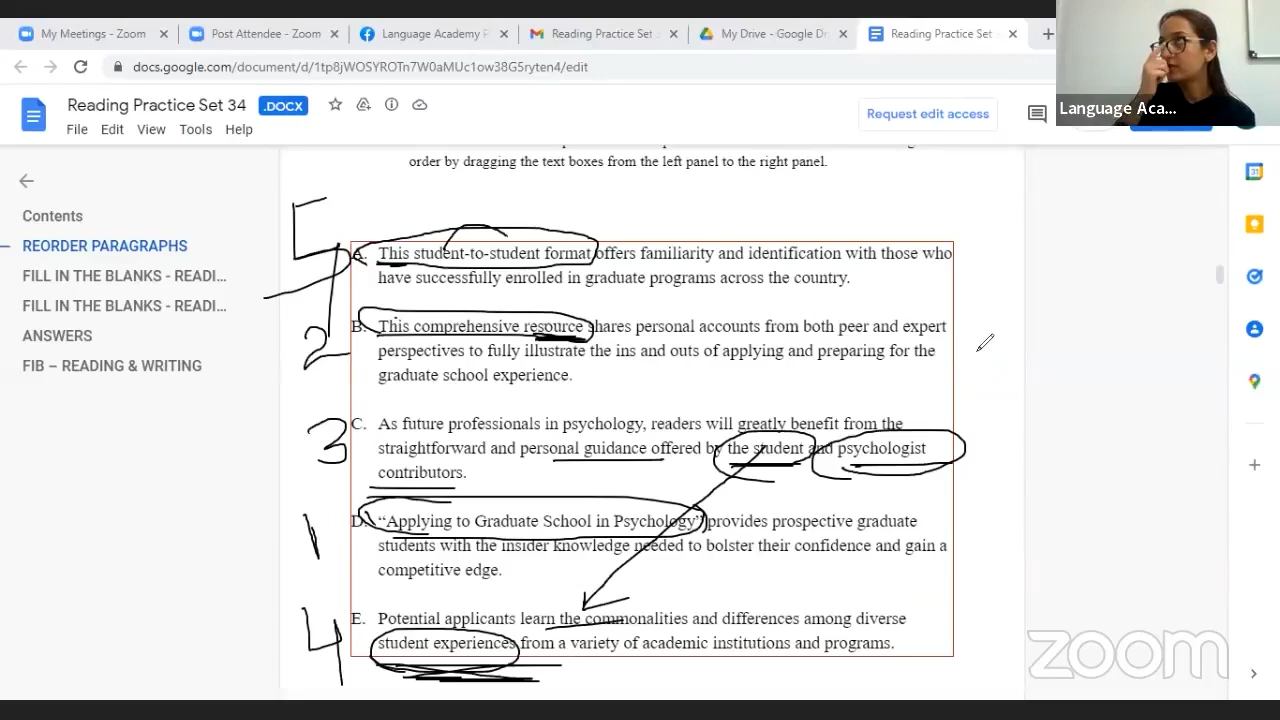 My Meetings - Zoom
Post Attendee - Zoom
Language Academy P
Reading Practice Set
My Drive - Google Dr
Reading Practice Set
docs.google.com/document/d/1tp8jWOSYROTn7W0aMUc1ow38G5ryten4/edit
Reading Practice Set 34 .DOCX
Request edit access
Language Aca...
File Edit View Tools Help
order by dragging the text boxes from the left panel to the right panel.
Contents
REORDER PARAGRAPHS
FILL IN THE BLANKS - READI...
FILL IN THE BLANKS - READI...
ANSWERS
FIB – READING & WRITING
5
A. This student-to-student format offers familiarity and identification with those who
have successfully enrolled in graduate programs across the country.
2
B. This comprehensive resource shares personal accounts from both peer and expert
perspectives to fully illustrate the ins and outs of applying and preparing for the
graduate school experience.
3
C. As future professionals in psychology, readers will greatly benefit from the
straightforward and personal guidance offered by the student and psychologist
contributors.
1
D. “Applying to Graduate School in Psychology” provides prospective graduate
students with the insider knowledge needed to bolster their confidence and gain a
competitive edge.
4
E. Potential applicants learn the commonalities and differences among diverse
student experiences from a variety of academic institutions and programs.
zoom
31